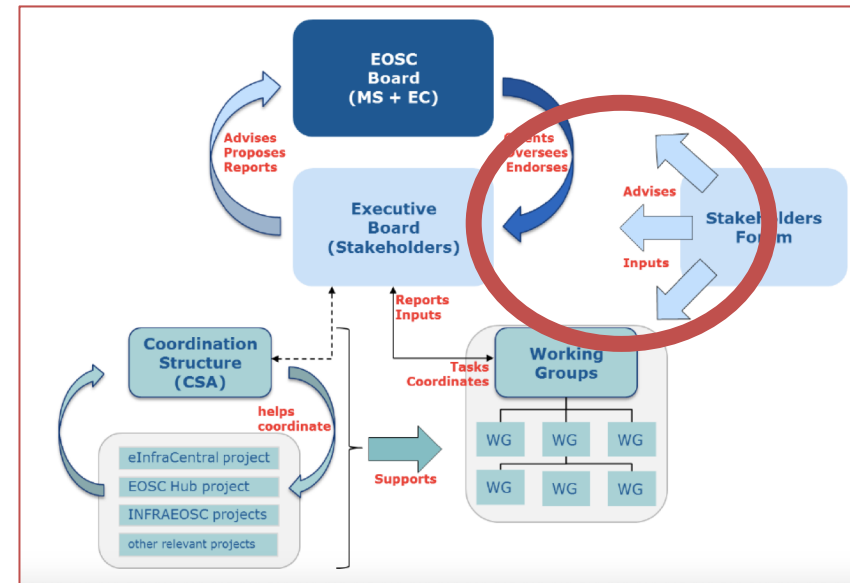 EOSC
Board
(MS + EC)
Advises
Proposes
Reports
Oversees
Endorses
Executive
Board
(Stakeholders)
Advises
Inputs
Stakeholders
Forum
Reports
Inputs
Coordination
Structure
(CSA)
Tasks
Coordinates
Working
Groups
helps
coordinate
eInfraCentral project
EOSC Hub project
INFRAEOSC projects
other relevant projects
Supports
WG WG WG
WG WG WG